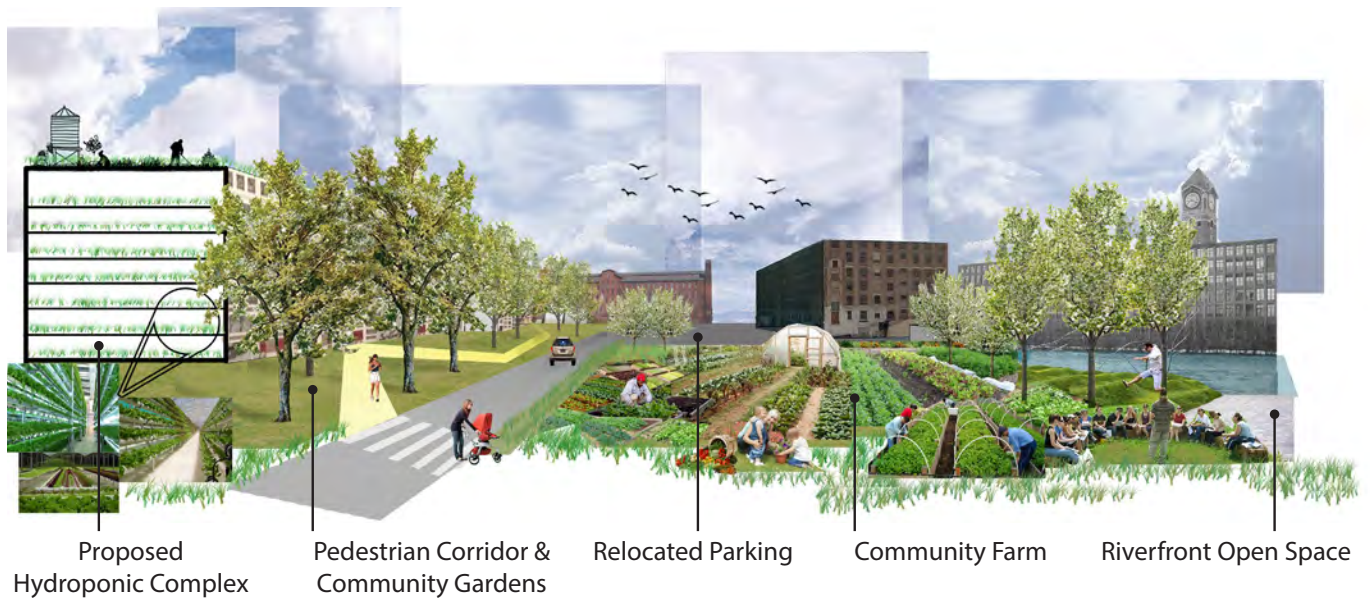 Proposed
Hydroponic Complex
Pedestrian Corridor &
Community Gardens
Relocated Parking
Community Farm
Riverfront Open Space